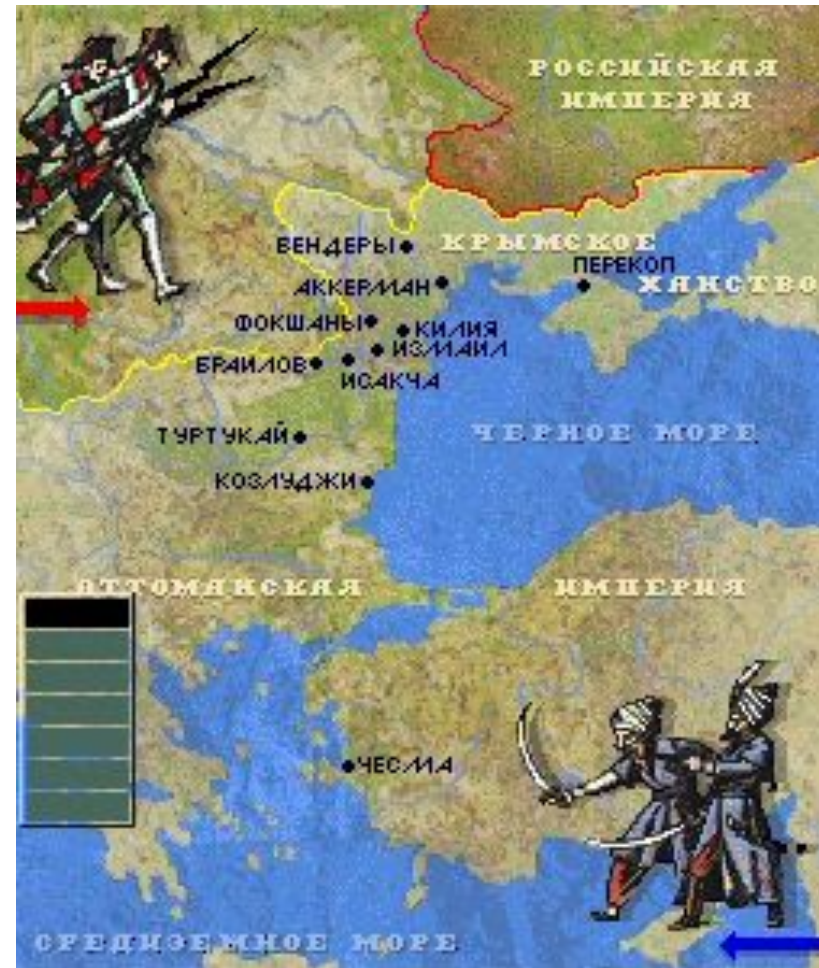 РОССИЙСКАЯ
ИМПЕРИЯ
БЕНДЕРЫ
КРЫМСКОЕ
ПЕРЕКОП
ХАНСТВО
АККЕРМАН
ФОКШАНЫ
КИЛИЯ
ИЗМАИЛ
БРАИЛОВ
ИСАКЧА
ТУРТУКАЙ
ЧЕРНОЕ МОРЕ
КОЗЛУДЖИ
ОТТОМАНСКАЯ ИМПЕРИЯ
ЧЕСМА
СРЕДИЗЕМНОЕ МОРЕ